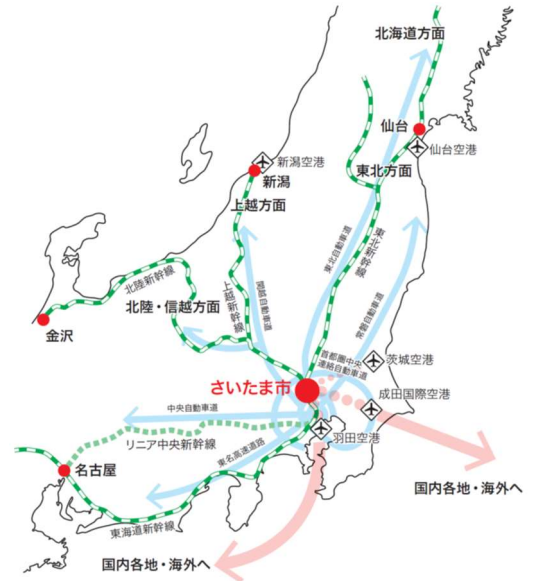 北海道方面
仙台
仙台空港
新潟空港
新潟
東北方面
上越方面
東北自動車道
東北新幹線
北陸新幹線
上越新幹線
関越自動車道
北陸・信越方面
常磐自動車道
金沢
首都圏中央
連絡自動車道
茨城空港
さいたま市
成田国際空港
中央自動車道
羽田空港
リニア中央新幹線
東名高速道路
名古屋
国内各地・海外へ
東海道新幹線
国内各地・海外へ